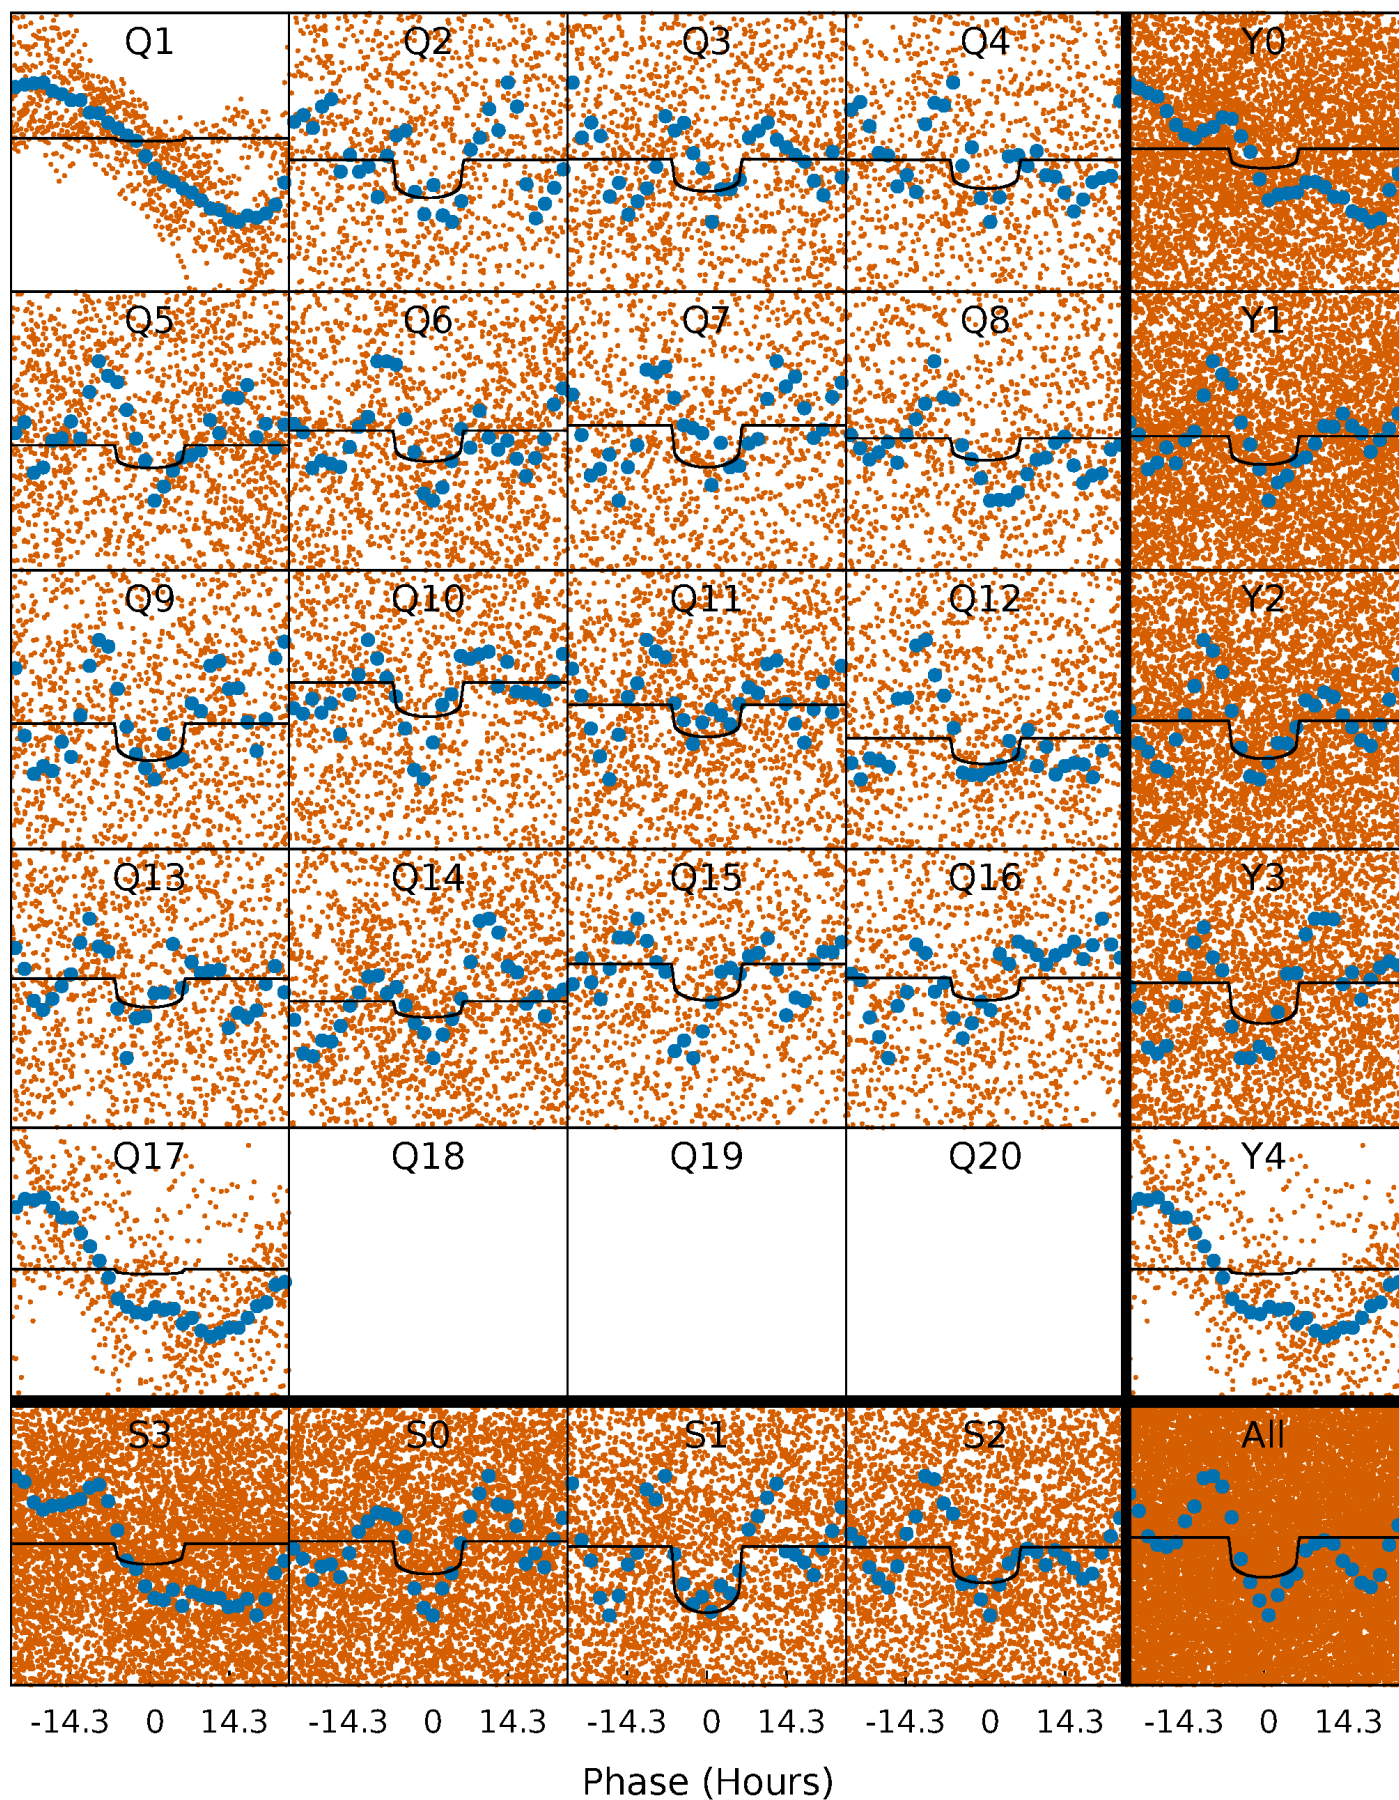 Q1 Q2 Q3 Q4 Y0
Q5 Q6 Q7 Q8 Y1
Q9 Q10 Q11 Q12 Y2
Q13 Q14 Q15 Q16 Y3
Q17 Q18 Q19 Q20 Y4
S3 S0 S1 S2 All
-14.3 0 14.3 -14.3 0 14.3 -14.3 0 14.3 -14.3 0 14.3 -14.3 0 14.3
Phase (Hours)